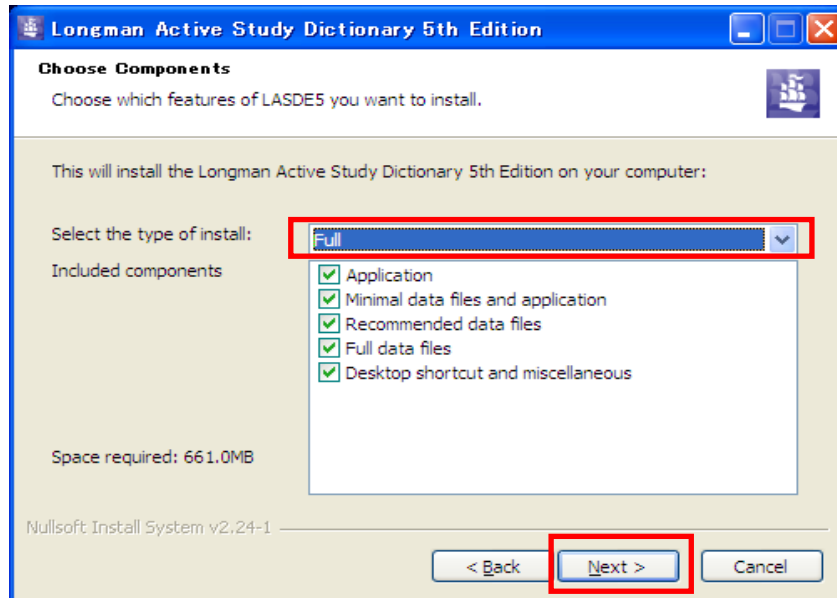 Longman Active Study Dictionary 5th Edition
Choose Components
Choose which features of LASDE5 you want to install.
This will install the Longman Active Study Dictionary 5th Edition on your computer:
Select the type of install:
Full
Included components
Application
Minimal data files and application
Recommended data files
Full data files
Desktop shortcut and miscellaneous
Space required: 661.0MB
Nullsoft Install System v2.24-1
< Back
Next >
Cancel